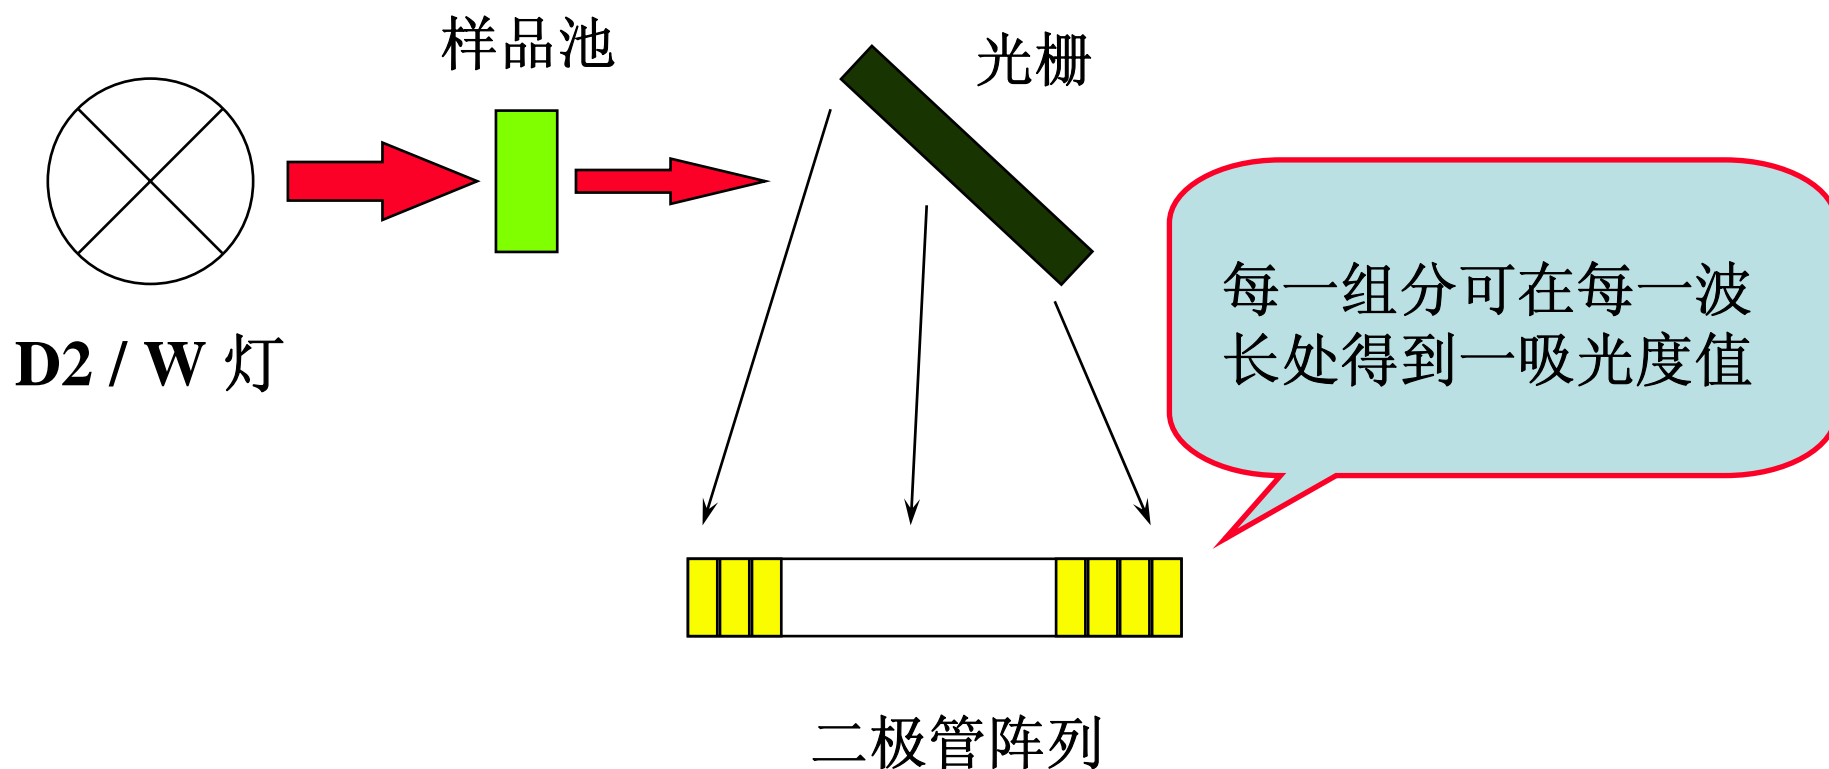 样品池
光栅
D2 / W 灯
每一组分可在每一波
长处得到一吸光度值
二极管阵列